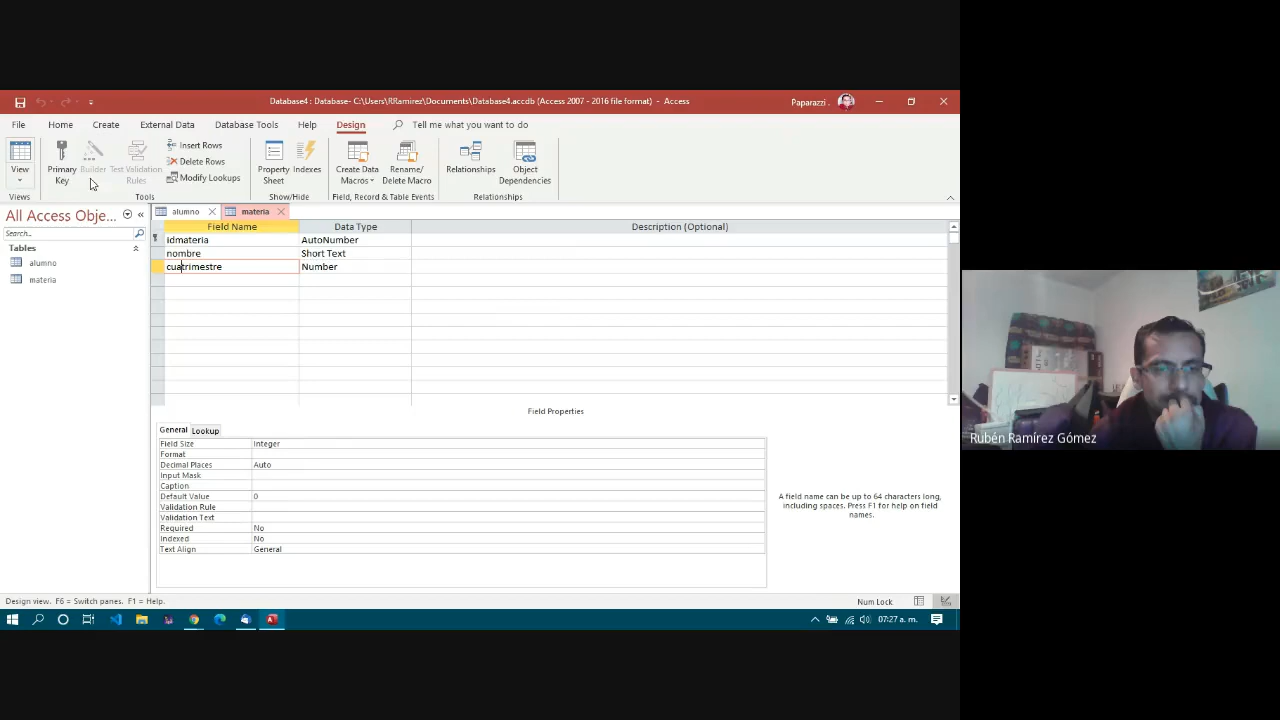 Database4 : Database- C:\Users\RRamirez\Documents\Database4.accdb (Access 2007 - 2016 file format) - Access
Paparazzi .
File Home Create External Data Database Tools Help Design Tell me what you want to do
View
Views
Primary Key
Builder
Test Validation Rules
Insert Rows
Delete Rows
Modify Lookups
Tools
Property Sheet
Indexes
Show/Hide
Create Data Macros
Rename/ Delete Macro
Field, Record & Table Events
Relationships
Object Dependencies
Relationships
All Access Obje...
Search...
Tables
alumno
materia
alumno materia
Field Name Data Type Description (Optional)
idmateria AutoNumber
nombre Short Text
cuatrimestre Number
Field Properties
General Lookup
Field Size Integer
Format
Decimal Places Auto
Input Mask
Caption
Default Value 0
Validation Rule
Validation Text
Required No
Indexed No
Text Align General
A field name can be up to 64 characters long,
including spaces. Press F1 for help on field
names.
Design view. F6 = Switch panes. F1 = Help.
Num Lock
07:27 a. m.
Rubén Ramírez Gómez